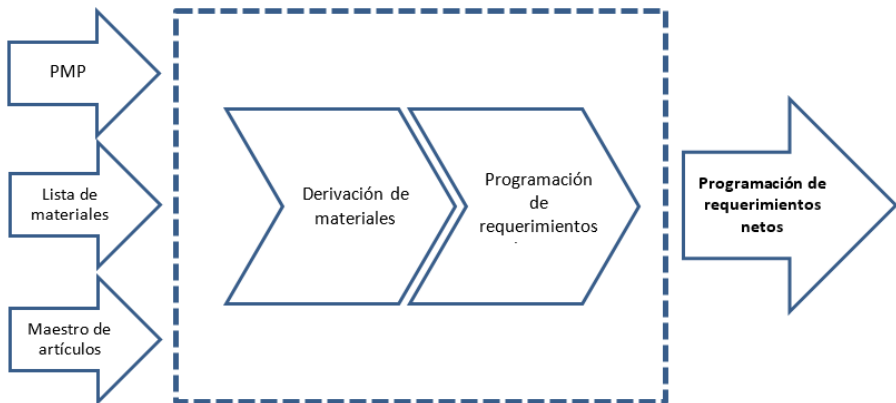 PMP
Lista de
materiales
Maestro de
artículos
Derivación de
materiales
Programación
de
requerimientos
Programación de
requerimientos
netos